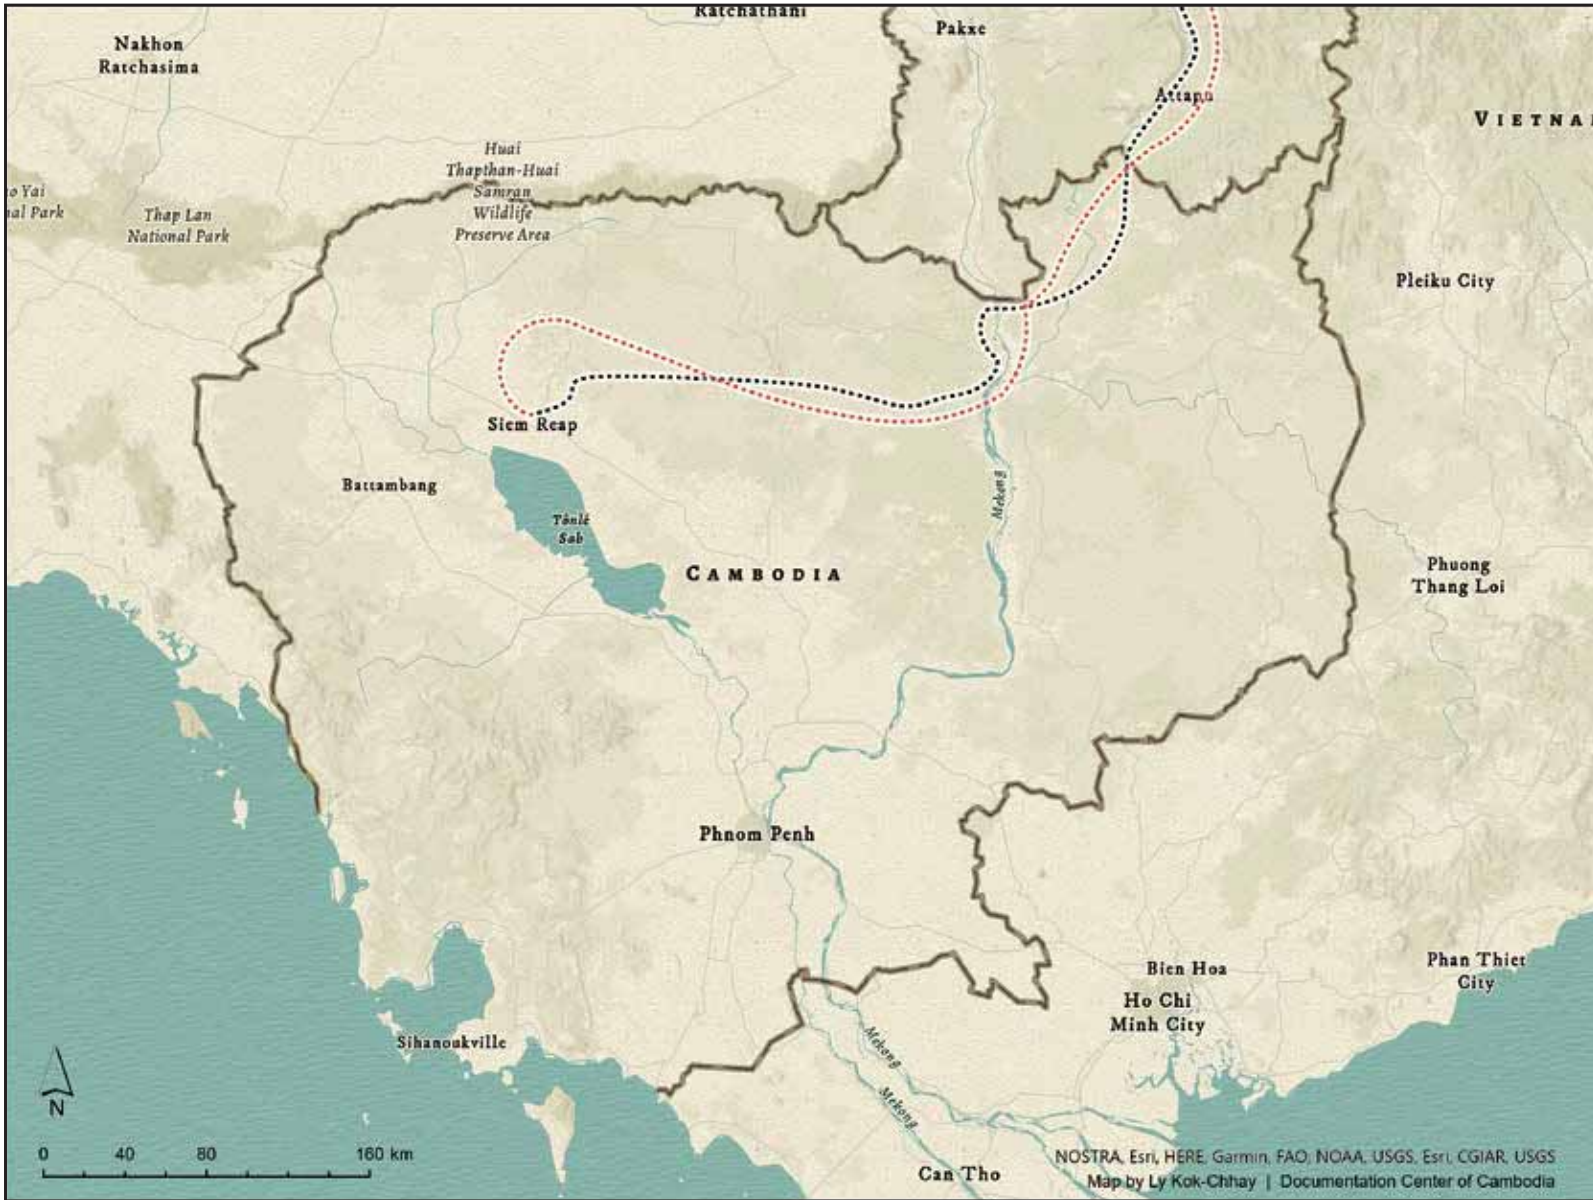 Ratchathani
Nakhon
Ratchasima
Pakxe
Attapu
VIETNA
Huai
Thapthan-Huai
Samran
Wildlife
Preserve Area
o Yai
nal Park
Thap Lan
National Park
Pleiku City
Siem Reap
Battambang
Mekong
Tônlé
Sab
CAMBODIA
Phuong
Thang Loi
Phnom Penh
Phan Thiet
City
Bien Hoa
Ho Chi
Minh City
Sihanoukville
Mekong
Mekong
N
0 40 80 160 km
Can Tho
NOSTRA, Esri, HERE, Garmin, FAO, NOAA, USGS, Esri, CGIAR, USGS
Map by Ly Kok-Chhay | Documentation Center of Cambodia